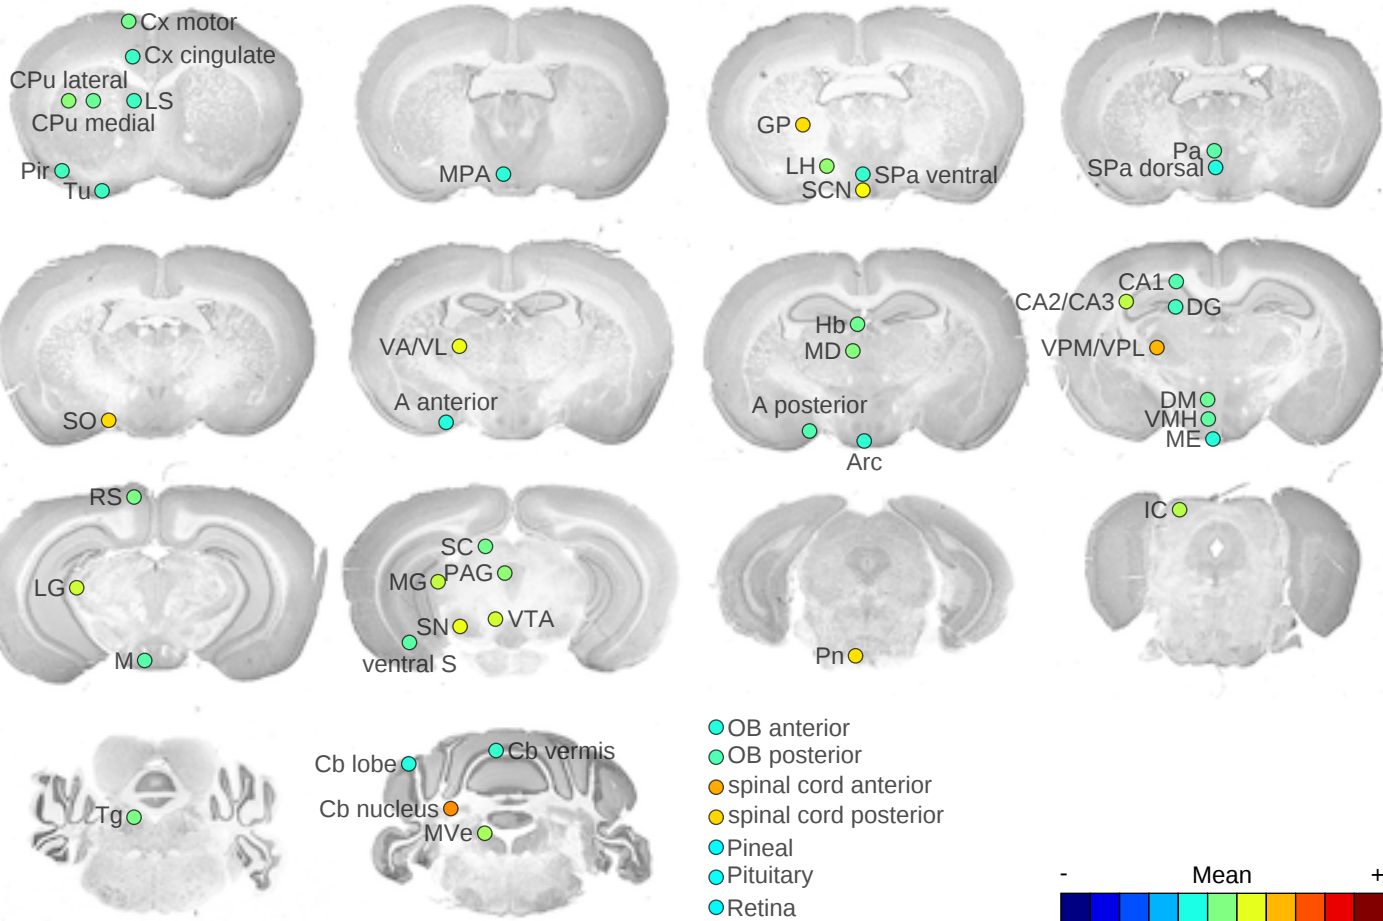 Cx motor
Cx cingulate
CPu lateral
LS
CPu medial
Pir
Tu
MPA
GP
LH
SPa ventral
SCN
Pa
SPa dorsal
SO
VA/VL
A anterior
Hb
MD
A posterior
Arc
CA1
CA2/CA3
DG
VPM/VPL
DM
VMH
ME
RS
LG
M
SC
PAG
MG
SN
VTA
ventral S
Pn
IC
Tg
Cb lobe
Cb vermis
Cb nucleus
MVe
OB anterior
OB posterior
spinal cord anterior
spinal cord posterior
Pineal
Pituitary
Retina
- Mean +